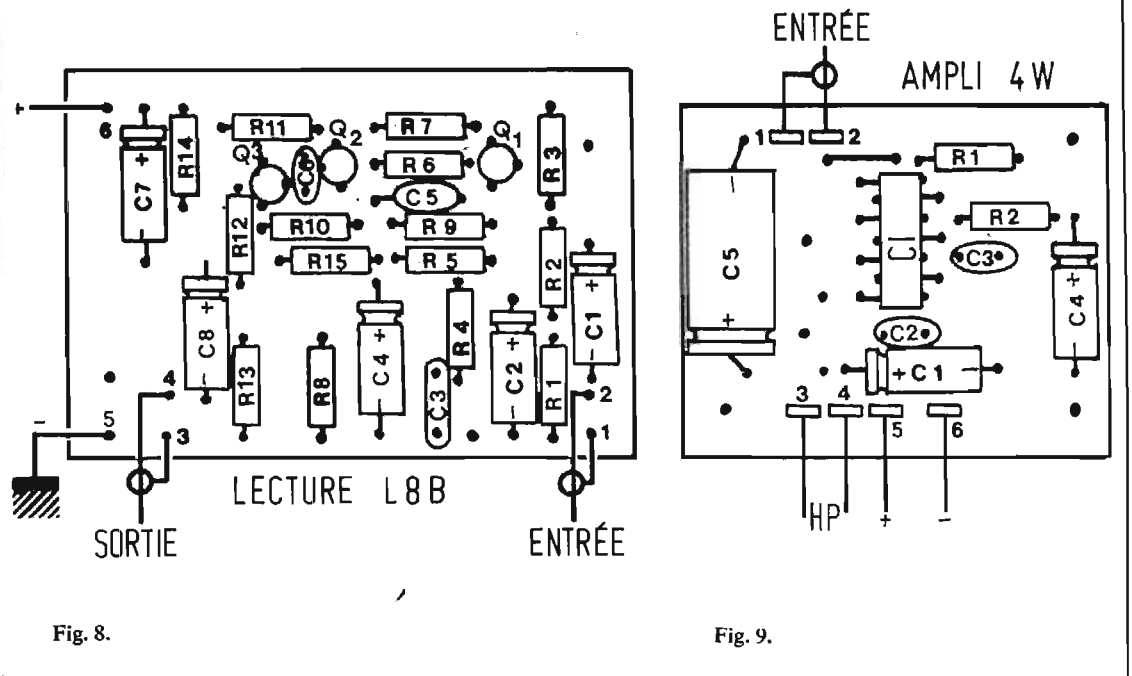 ENTRÉE
AMPLI 4W
+
6
C7
+
-
R14
R11
Q3
C6
Q2
R7
R6
Q1
C5
R3
R12
R10
R9
R15
R5
R2
C8
+
-
C4
+
-
R4
C2
+
-
C1
+
-
R13
R8
C3
R1
4
2
-
5
3
1
LECTURE L8B
SORTIE
ENTRÉE
1
2
R1
C5
-
+
CI
R2
C3
C4
+
-
C2
+C1-
3
4
5
6
HP
+
-
Fig. 8.
Fig. 9.